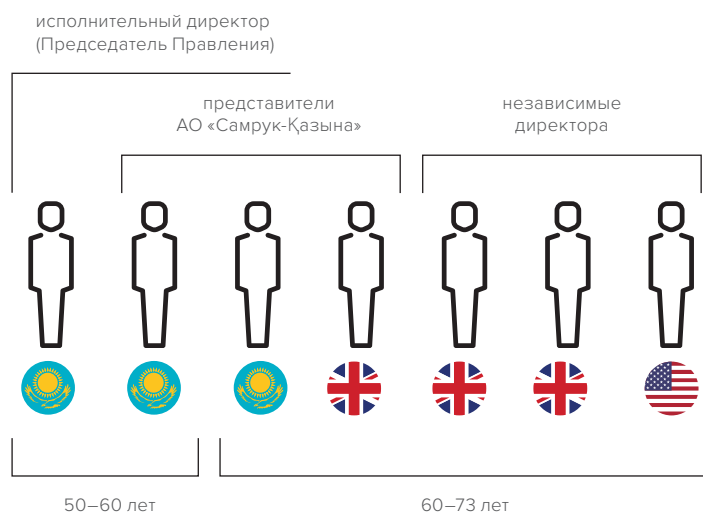 исполнительный директор
(Председатель Правления)
представители
АО «Самрук-Қазына»
независимые
директора
50–60 лет
60–73 лет